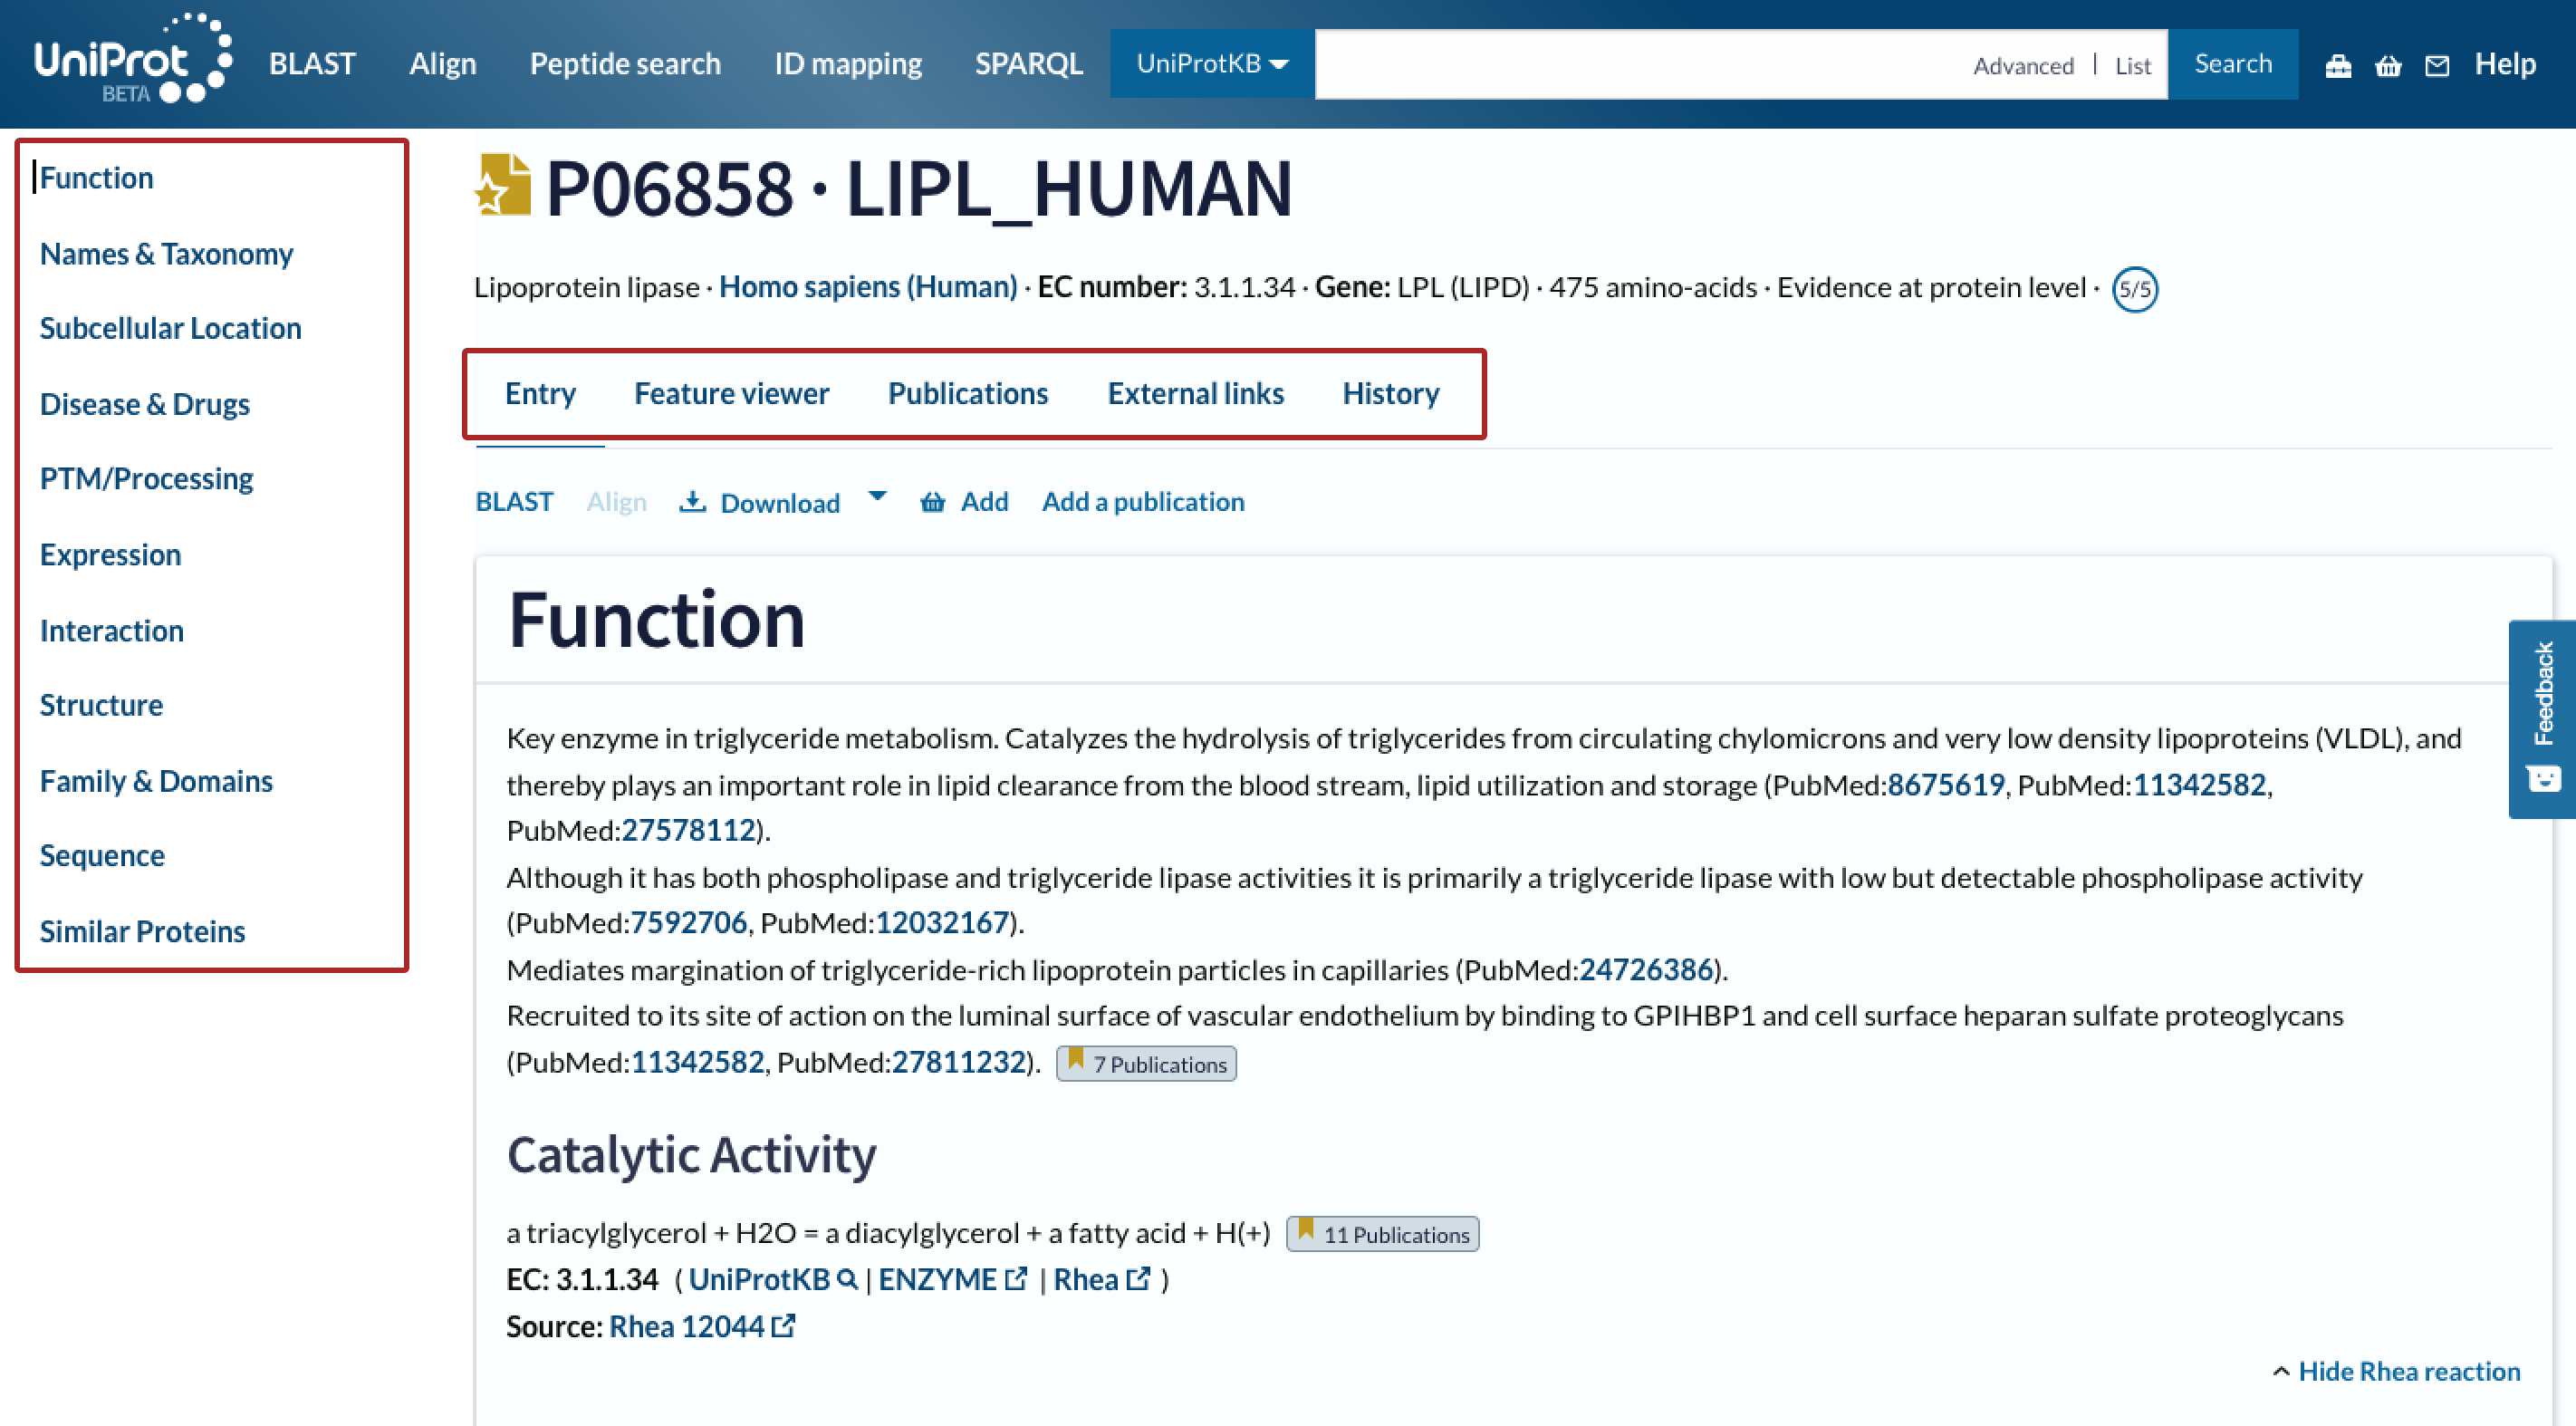 UniProt BETA BLAST Align Peptide search ID mapping SPARQL UniProtKB Advanced | List Search Help
Function
Names & Taxonomy
Subcellular Location
Disease & Drugs
PTM/Processing
Expression
Interaction
Structure
Family & Domains
Sequence
Similar Proteins
P06858 · LIPL_HUMAN
Lipoprotein lipase · Homo sapiens (Human) · EC number: 3.1.1.34 · Gene: LPL (LIPD) · 475 amino-acids · Evidence at protein level · 5/5
Entry Feature viewer Publications External links History
BLAST Align Download Add Add a publication
Function
Key enzyme in triglyceride metabolism. Catalyzes the hydrolysis of triglycerides from circulating chylomicrons and very low density lipoproteins (VLDL), and
thereby plays an important role in lipid clearance from the blood stream, lipid utilization and storage (PubMed:8675619, PubMed:11342582,
PubMed:27578112).
Although it has both phospholipase and triglyceride lipase activities it is primarily a triglyceride lipase with low but detectable phospholipase activity
(PubMed:7592706, PubMed:12032167).
Mediates margination of triglyceride-rich lipoprotein particles in capillaries (PubMed:24726386).
Recruited to its site of action on the luminal surface of vascular endothelium by binding to GPIHBP1 and cell surface heparan sulfate proteoglycans
(PubMed:11342582, PubMed:27811232). 7 Publications
Catalytic Activity
a triacylglycerol + H2O = a diacylglycerol + a fatty acid + H(+) 11 Publications
EC: 3.1.1.34 ( UniProtKB | ENZYME | Rhea )
Source: Rhea 12044
Hide Rhea reaction
Feedback